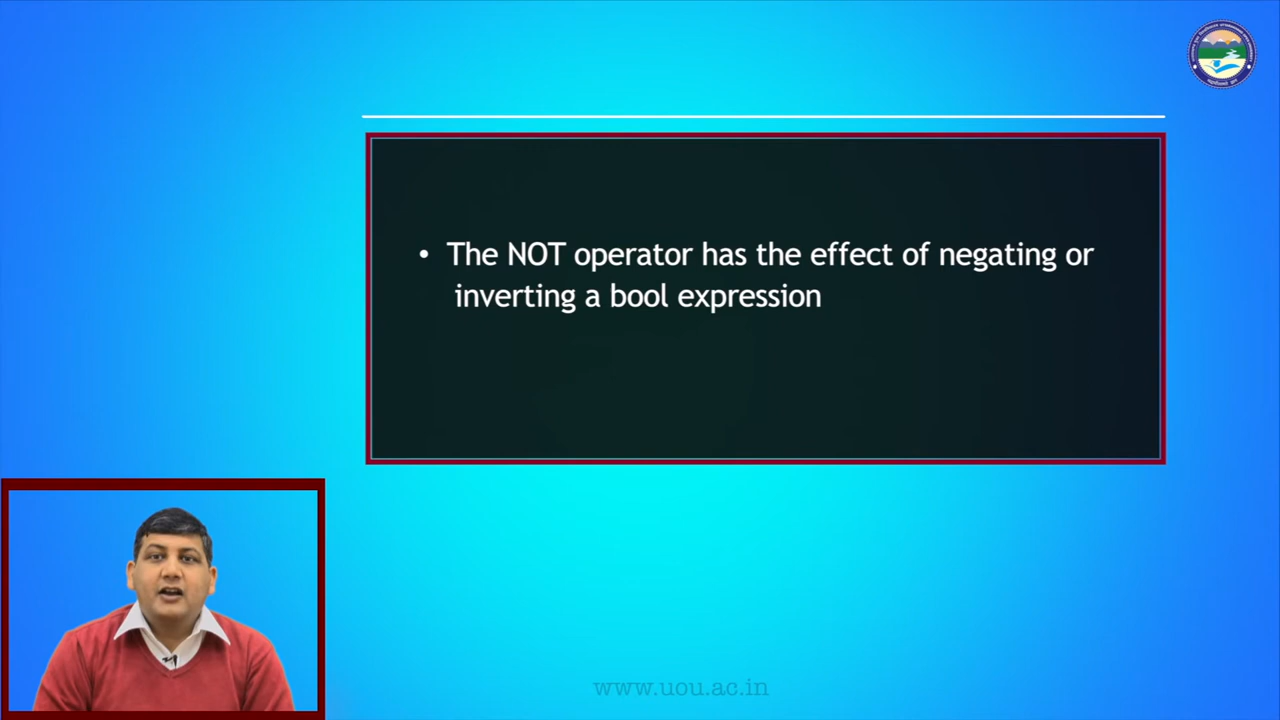 • The NOT operator has the effect of negating or
inverting a bool expression
www.uou.ac.in